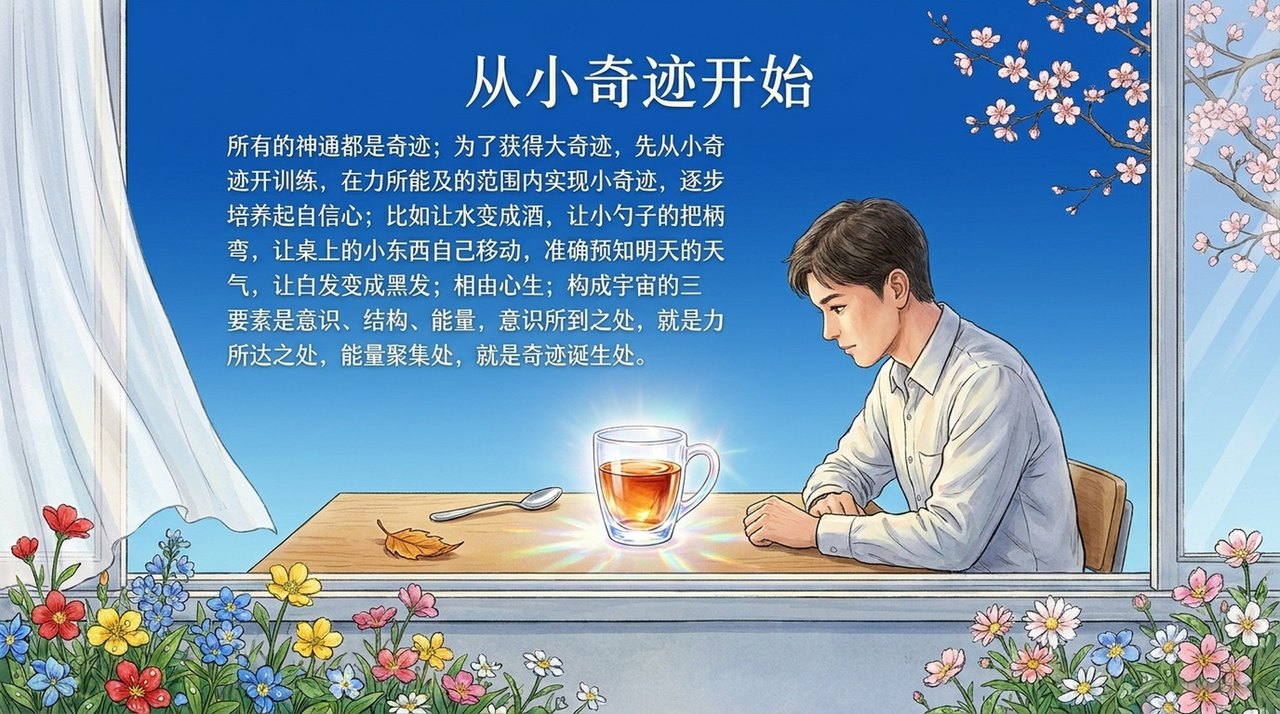 从小奇迹开始
所有的神通都是奇迹；为了获得大奇迹，先从小奇
迹开训练，在力所能及的范围内实现小奇迹，逐步
培养起自信心；比如让水变成酒，让小勺子的把柄
弯，让桌上的小东西自己移动，准确预知明天的天
气，让白发变成黑发；相由心生；构成宇宙的三
要素是意识、结构、能量，意识所到之处，就是力
所达之处，能量聚集处，就是奇迹诞生处。